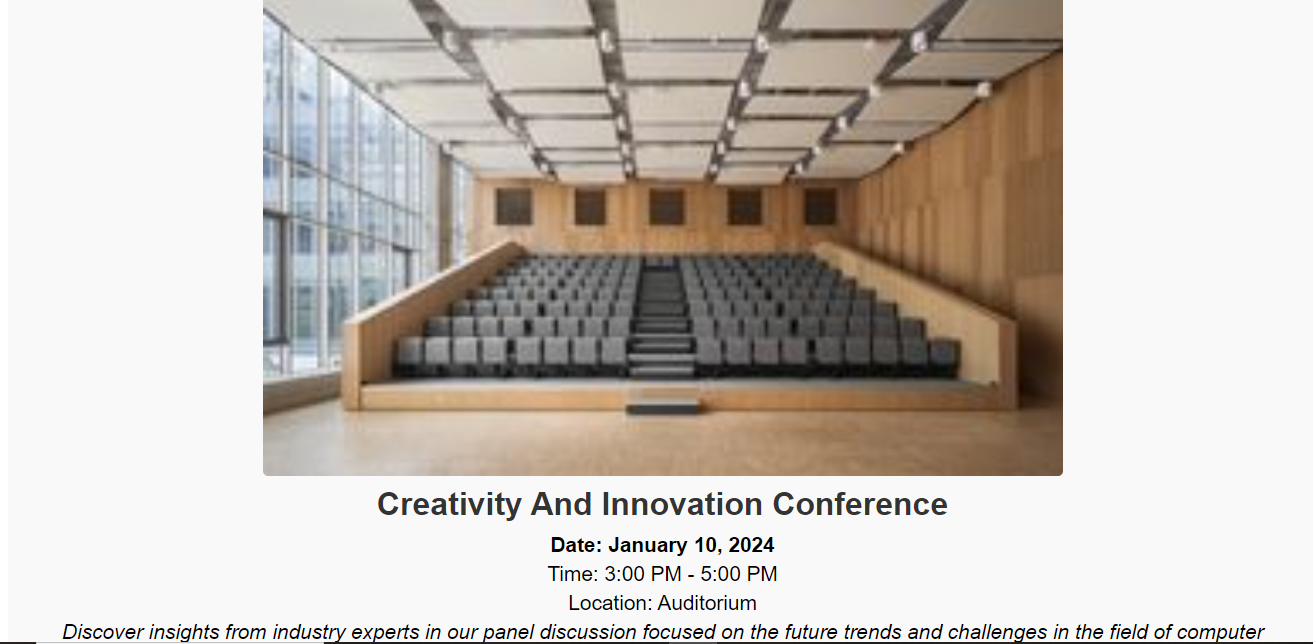 Creativity And Innovation Conference
Date: January 10, 2024
Time: 3:00 PM - 5:00 PM
Location: Auditorium
Discover insights from industry experts in our panel discussion focused on the future trends and challenges in the field of computer